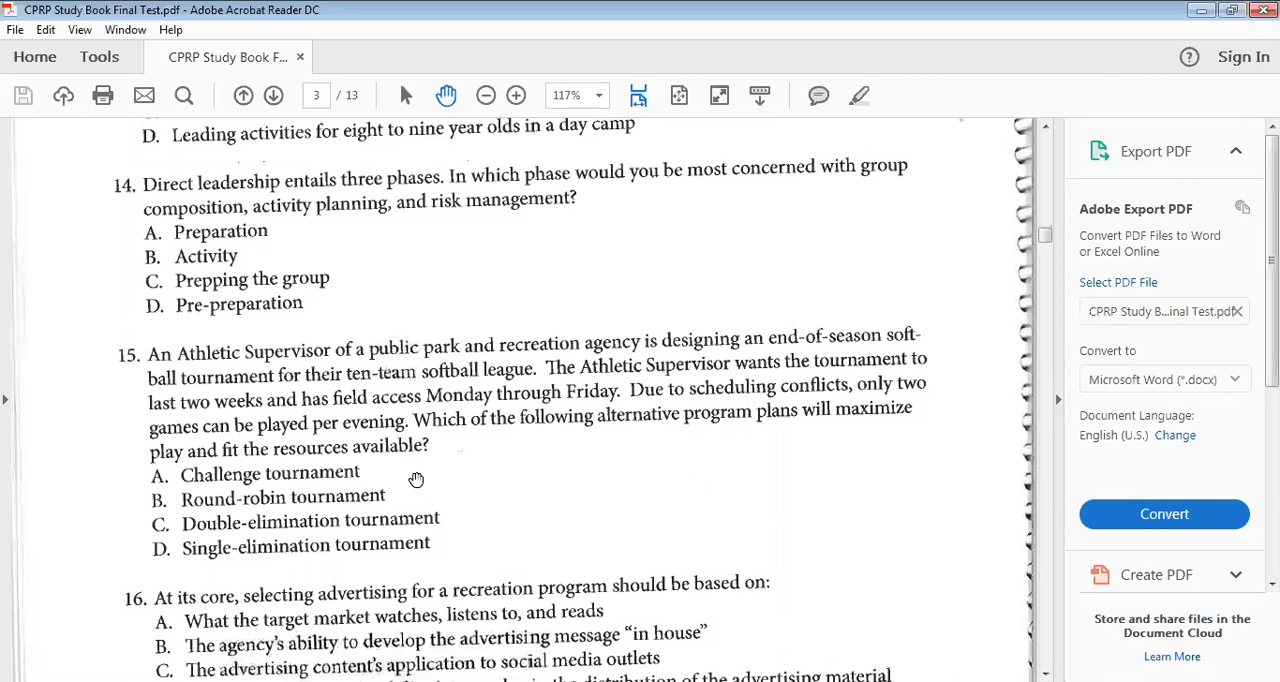 CPRP Study Book Final Test.pdf - Adobe Acrobat Reader DC
File Edit View Window Help
Home Tools CPRP Study Book F... × ? Sign In
3 / 13 117%
D. Leading activities for eight to nine year olds in a day camp
14. Direct leadership entails three phases. In which phase would you be most concerned with group
composition, activity planning, and risk management?
A. Preparation
B. Activity
C. Prepping the group
D. Pre-preparation
15. An Athletic Supervisor of a public park and recreation agency is designing an end-of-season soft-
ball tournament for their ten-team softball league. The Athletic Supervisor wants the tournament to
last two weeks and has field access Monday through Friday. Due to scheduling conflicts, only two
games can be played per evening. Which of the following alternative program plans will maximize
play and fit the resources available?
A. Challenge tournament
B. Round-robin tournament
C. Double-elimination tournament
D. Single-elimination tournament
16. At its core, selecting advertising for a recreation program should be based on:
A. What the target market watches, listens to, and reads
B. The agency's ability to develop the advertising message "in house"
C. The advertising content's application to social media outlets
in the distribution of the advertising material
Export PDF
Adobe Export PDF
Convert PDF Files to Word
or Excel Online
Select PDF File
CPRP Study B...inal Test.pdf ×
Convert to
Microsoft Word (*.docx)
Document Language:
English (U.S.) Change
Convert
Create PDF
Store and share files in the
Document Cloud
Learn More